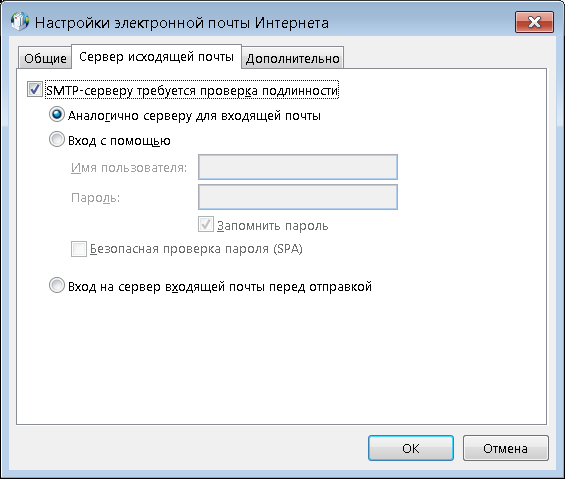 Настройки электронной почты Интернета
Общие Сервер исходящей почты Дополнительно
SMTP-серверу требуется проверка подлинности
Аналогично серверу для входящей почты
Вход с помощью
Имя пользователя:
Пароль:
Запомнить пароль
Безопасная проверка пароля (SPA)
Вход на сервер входящей почты перед отправкой
ОК Отмена